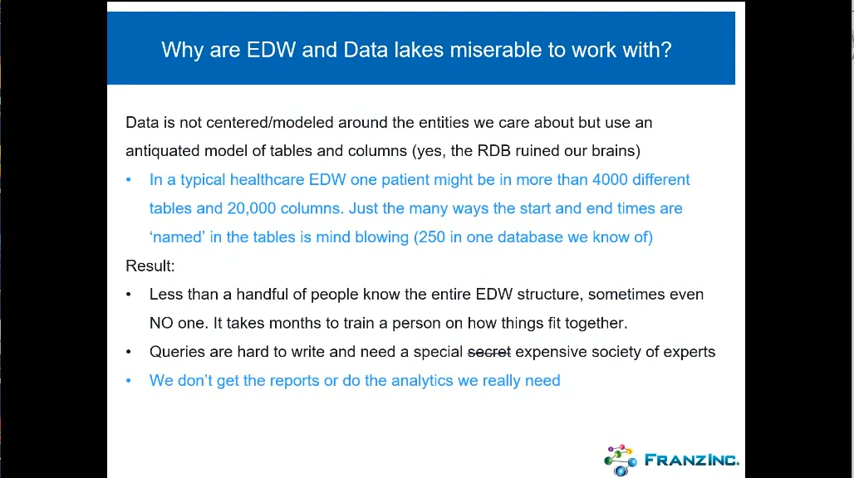 Why are EDW and Data lakes miserable to work with?
Data is not centered/modeled around the entities we care about but use an
antiquated model of tables and columns (yes, the RDB ruined our brains)
• In a typical healthcare EDW one patient might be in more than 4000 different
tables and 20,000 columns. Just the many ways the start and end times are
‘named’ in the tables is mind blowing (250 in one database we know of)
Result:
• Less than a handful of people know the entire EDW structure, sometimes even
NO one. It takes months to train a person on how things fit together.
• Queries are hard to write and need a special secret expensive society of experts
• We don’t get the reports or do the analytics we really need
FRANZ INC.